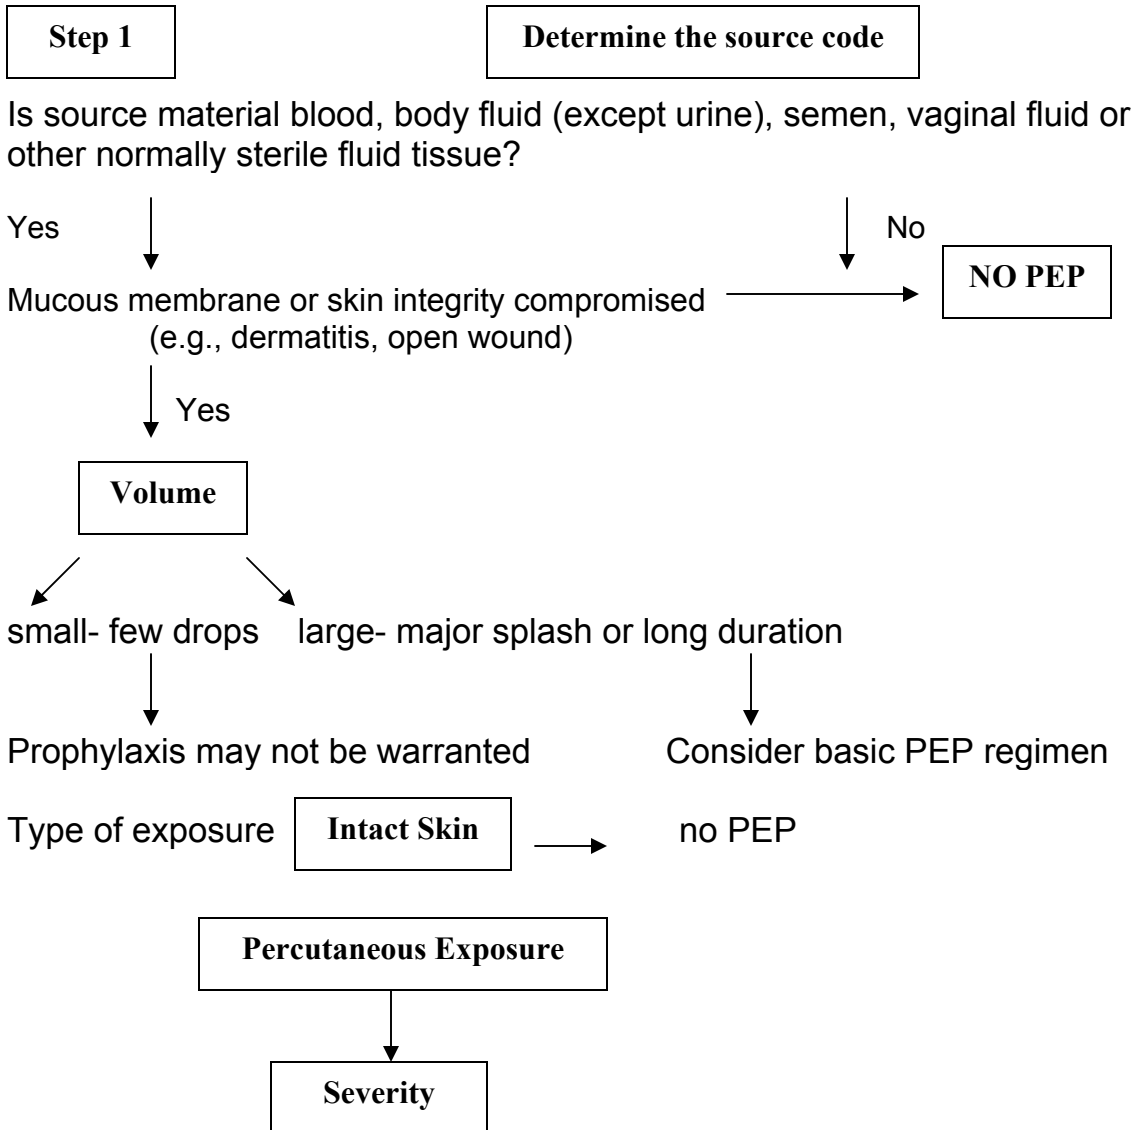 Step 1
Determine the source code
Is source material blood, body fluid (except urine), semen, vaginal fluid or
other normally sterile fluid tissue?
Yes
No
NO PEP
Mucous membrane or skin integrity compromised
(e.g., dermatitis, open wound)
Yes
Volume
small- few drops
large- major splash or long duration
Prophylaxis may not be warranted
Consider basic PEP regimen
Type of exposure
Intact Skin
no PEP
Percutaneous Exposure
Severity